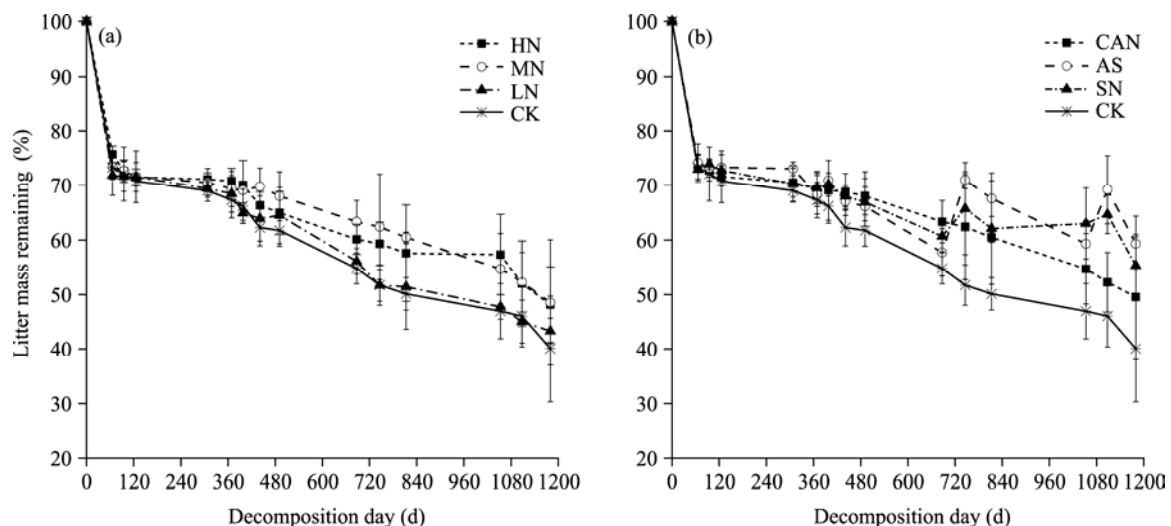 (a)
HN
MN
LN
CK
Litter mass remaining (%)
100
90
80
70
60
50
40
30
20
0 120 240 360 480 600 720 840 960 1080 1200
Decomposition day (d)
(b)
CAN
AS
SN
CK
100
90
80
70
60
50
40
30
20
0 120 240 360 480 600 720 840 960 1080 1200
Decomposition day (d)